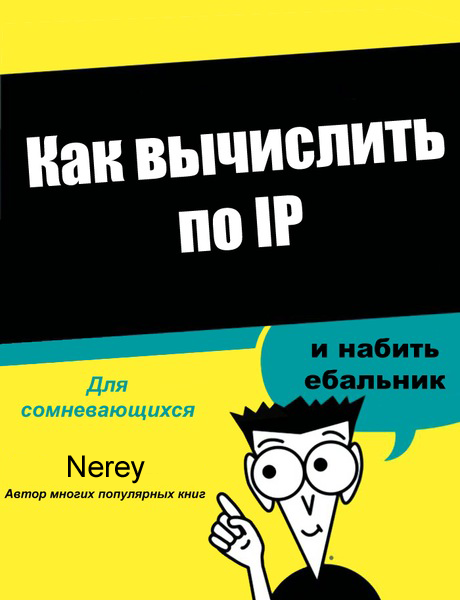 Как вычислить
по IP
и набить
ебальник
Для
сомневающихся
Nerey
Автор многих популярных книг